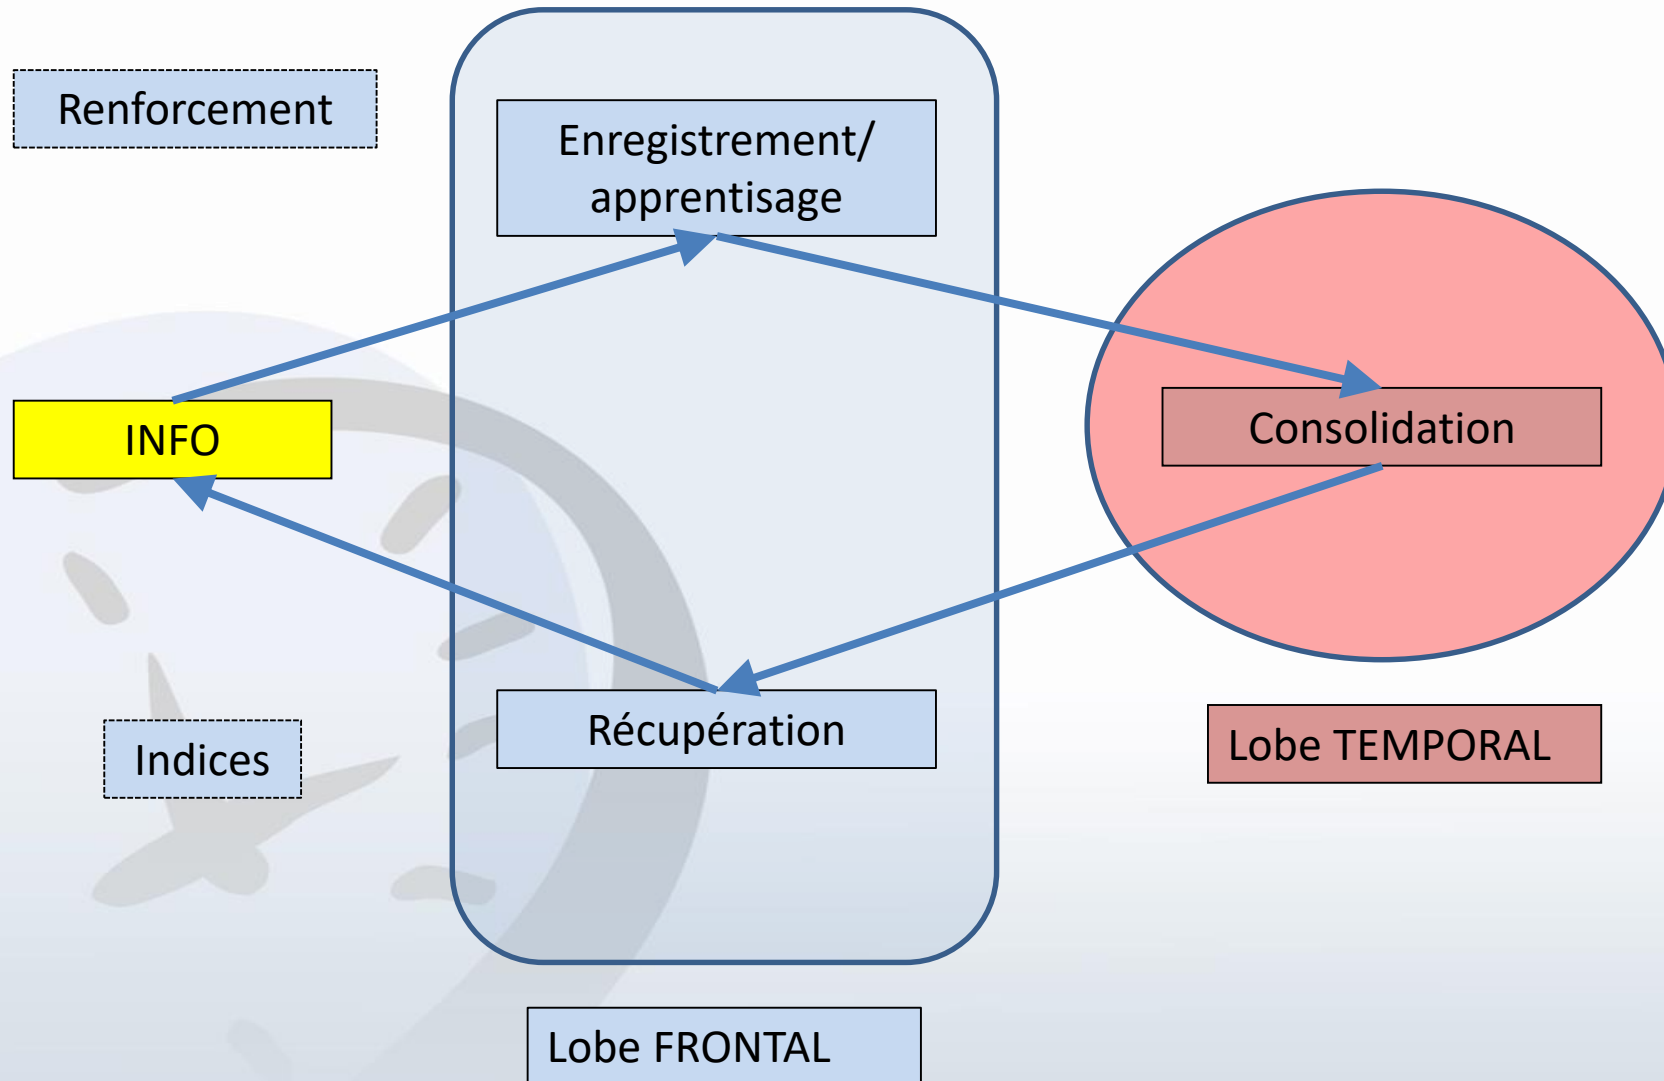 Renforcement
Enregistrement/
apprentisage
INFO
Consolidation
Récupération
Indices
Lobe TEMPORAL
Lobe FRONTAL